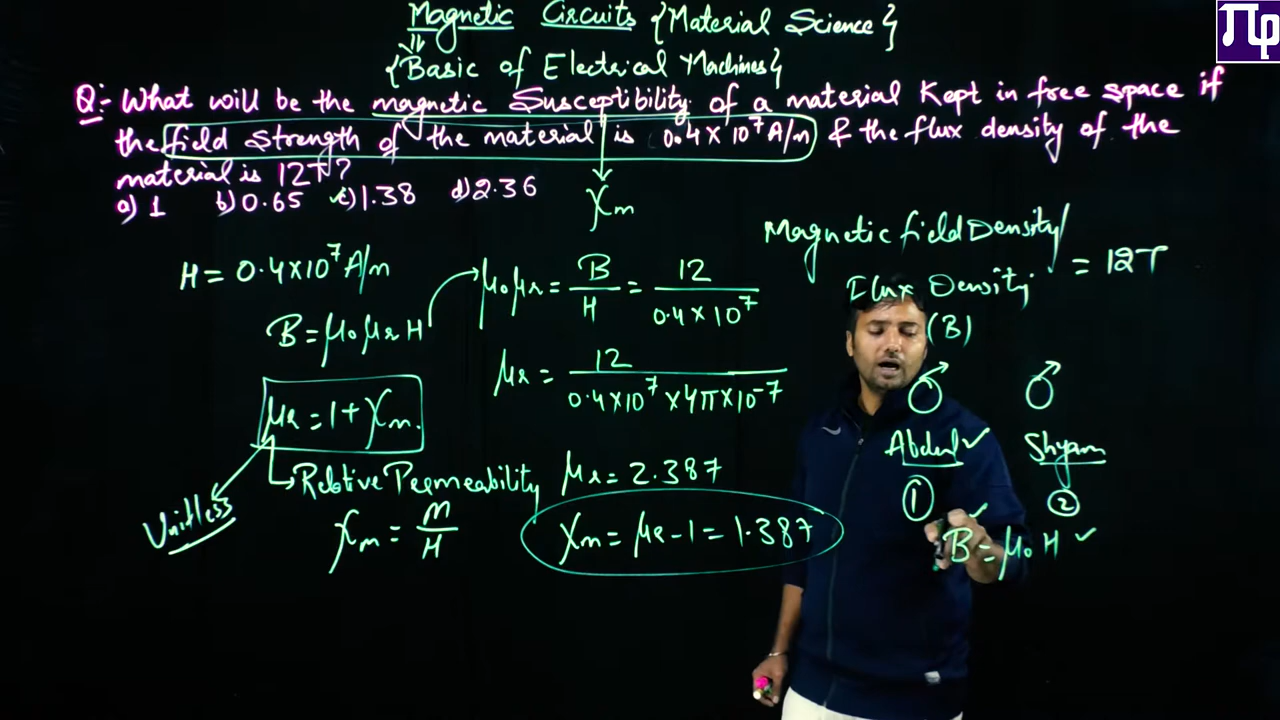 Magnetic Circuits {Material Science}
{Basic of Electrical Machines}
Q:- What will be the magnetic Susceptibility of a material Kept in free space if
the field strength of the material is 0.4×10⁷A/m & the flux density of the
material is 12T?
a) 1 b) 0.65 c) 1.38 d) 2.36
χm
Magnetic field Density/
Flux Density = 12T
(B)
H = 0.4×10⁷A/m
B = μ₀μrH
μ₀μr = B/H = 12/0.4×10⁷
μr = 12/0.4×10⁷×4π×10⁻⁷
μr = 1+χm
Relative Permeability
Unitless
χm = M/H
μr = 2.387
χm = μr-1 = 1.387
Abdul Shyam
① ②
B = μ₀H
πφ